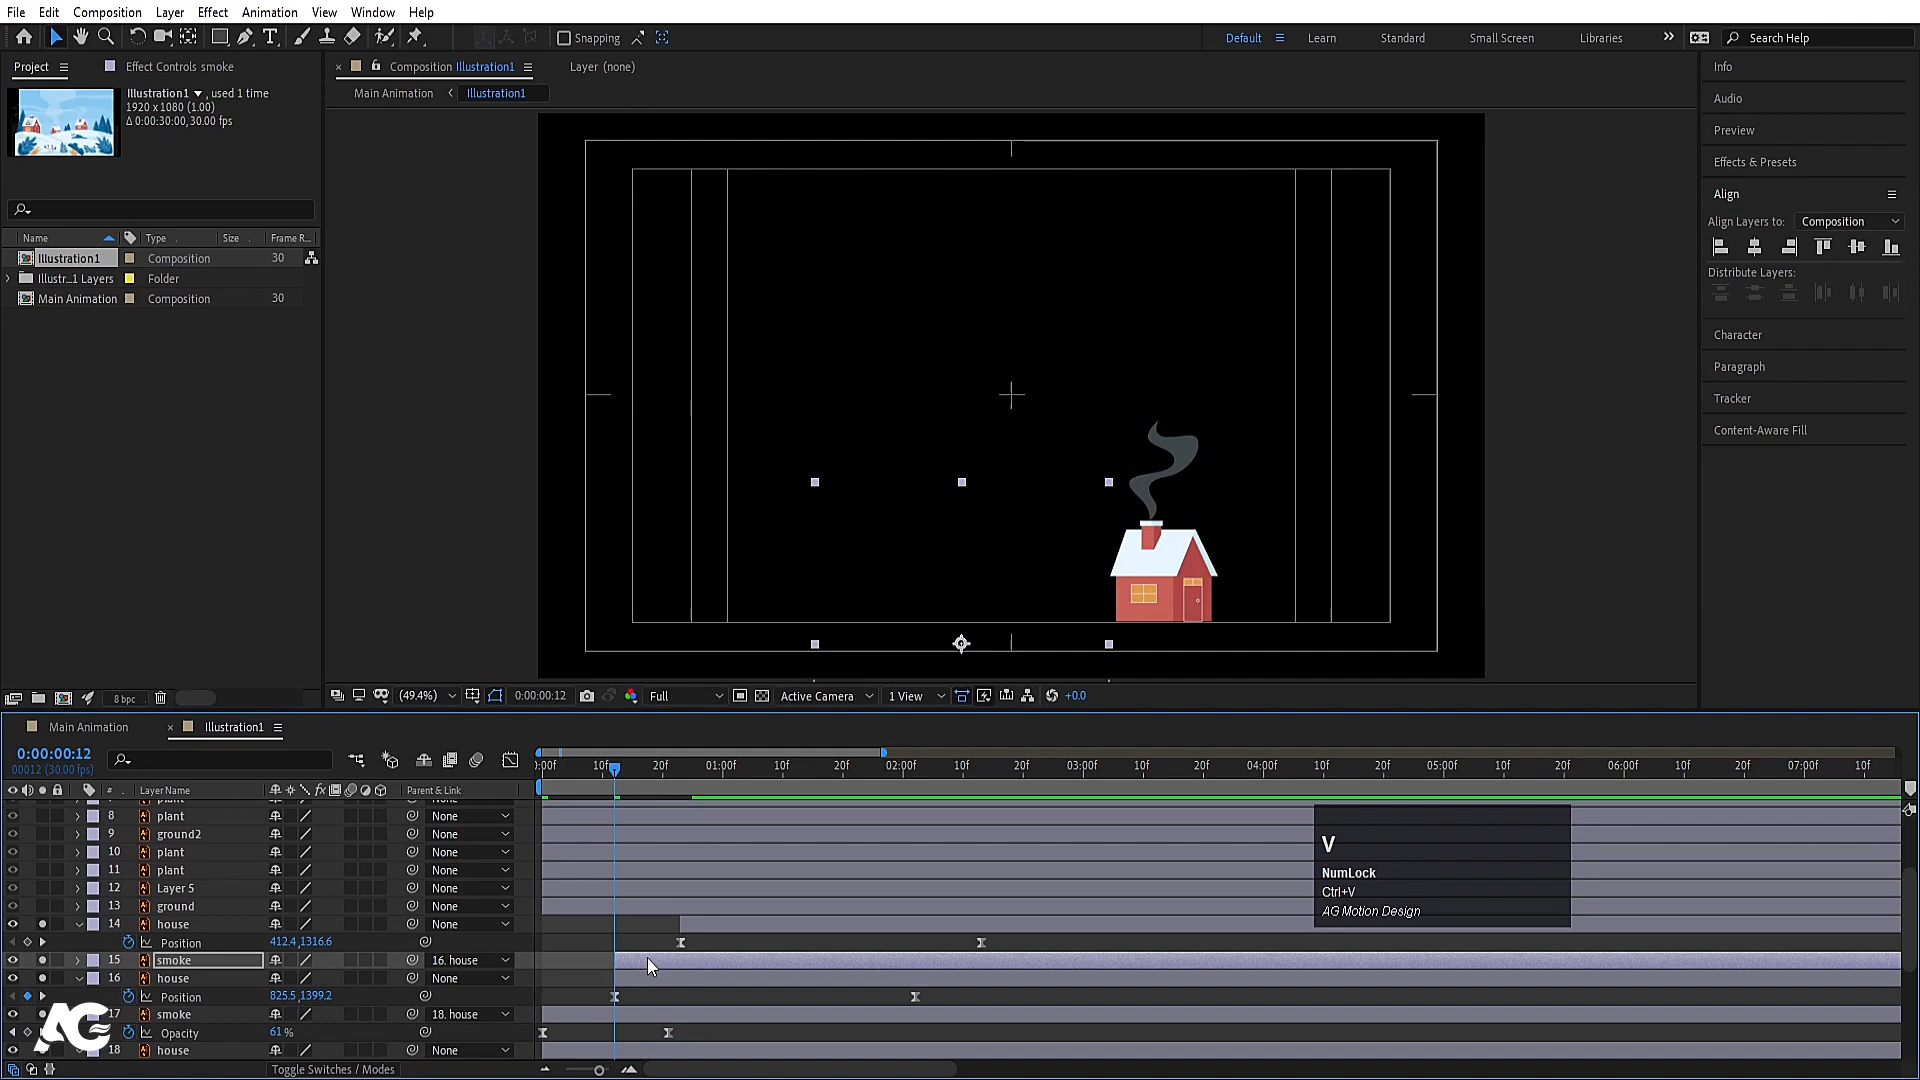 File Edit Composition Layer Effect Animation View Window Help
Snapping Default Learn Standard Small Screen Libraries Search Help
Project Effect Controls smoke
Composition Illustration1 Layer (none)
Main Animation Illustration1
Illustration1 , used 1 time
1920 x 1080 (1.00)
Δ 0:00:30:00, 30.00 fps
Name Type Size Frame R...
Illustration1 Composition 30
Illustr...1 Layers Folder
Main Animation Composition 30
8 bpc
Info
Audio
Preview
Effects & Presets
Align
Align Layers to: Composition
Distribute Layers:
Character
Paragraph
Tracker
Content-Aware Fill
(49.4%) 0:00:00:12 Full Active Camera 1 View +0.0
Main Animation Illustration1
0:00:00:12
00012 (30.00 fps)
):00f 10f 20f 01:00f 10f 20f 02:00f 10f 20f 03:00f 10f 20f 04:00f 10f 20f 05:00f 10f 20f 06:00f 10f 20f 07:00f 10f
# Layer Name fx Parent & Link
plant None
8 plant None
9 ground2 None
10 plant None
11 plant None
12 Layer 5 None
13 ground None
14 house None
Position 412.4,1316.6
15 smoke 16. house
16 house None
Position 825.5,1399.2
17 smoke 18. house
Opacity 61 %
18 house None
Toggle Switches / Modes
V
NumLock
Ctrl+V
AG Motion Design
AG